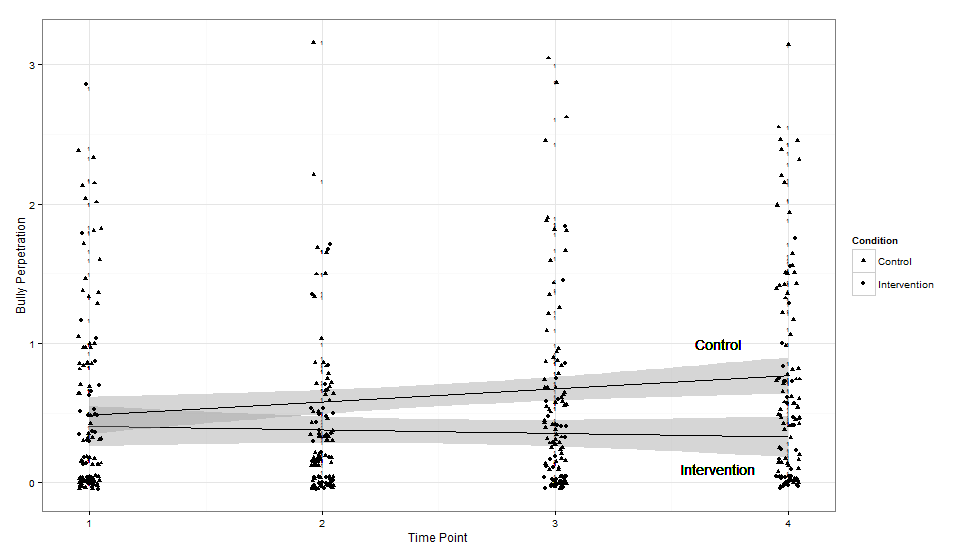 3
2
1
0
Bully Perpetration
Control
Intervention
1 2 3 4
Time Point
Condition
Control
Intervention